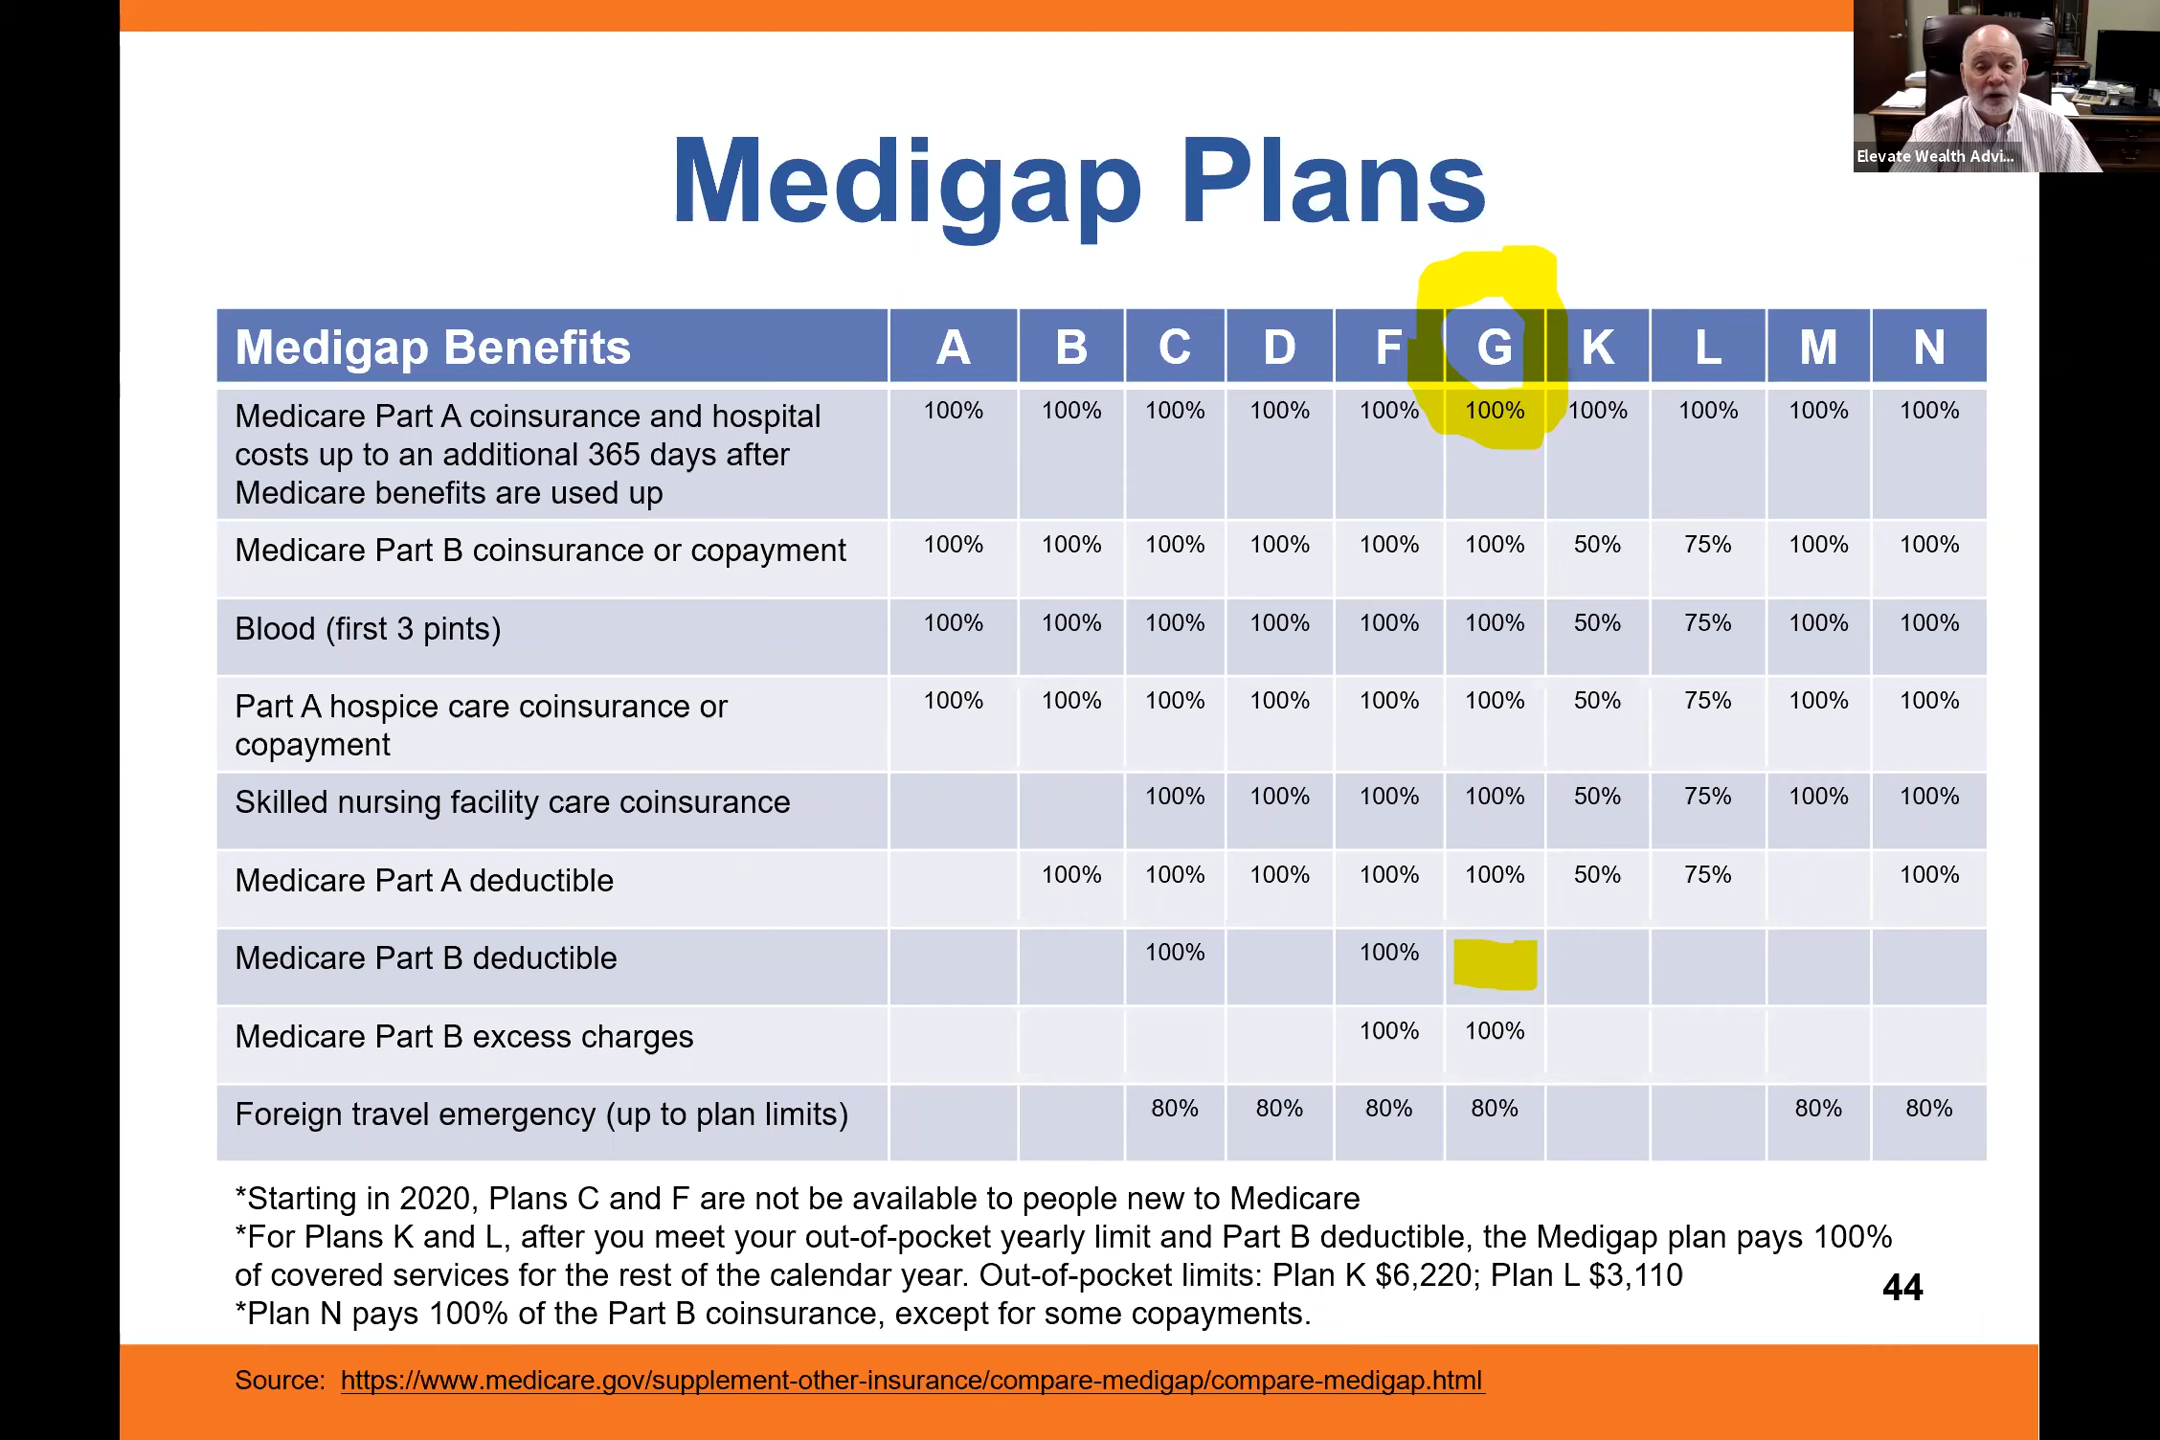 Elevate Wealth Advi...
Medigap Plans
Medigap Benefits A B C D F G K L M N
Medicare Part A coinsurance and hospital 100% 100% 100% 100% 100% 100% 100% 100% 100% 100%
costs up to an additional 365 days after
Medicare benefits are used up
Medicare Part B coinsurance or copayment 100% 100% 100% 100% 100% 100% 50% 75% 100% 100%
Blood (first 3 pints) 100% 100% 100% 100% 100% 100% 50% 75% 100% 100%
Part A hospice care coinsurance or 100% 100% 100% 100% 100% 100% 50% 75% 100% 100%
copayment
Skilled nursing facility care coinsurance 100% 100% 100% 100% 50% 75% 100% 100%
Medicare Part A deductible 100% 100% 100% 100% 100% 50% 75% 100%
Medicare Part B deductible 100% 100%
Medicare Part B excess charges 100% 100%
Foreign travel emergency (up to plan limits) 80% 80% 80% 80% 80% 80%
*Starting in 2020, Plans C and F are not be available to people new to Medicare
*For Plans K and L, after you meet your out-of-pocket yearly limit and Part B deductible, the Medigap plan pays 100%
of covered services for the rest of the calendar year. Out-of-pocket limits: Plan K $6,220; Plan L $3,110
*Plan N pays 100% of the Part B coinsurance, except for some copayments.
44
Source: https://www.medicare.gov/supplement-other-insurance/compare-medigap/compare-medigap.html